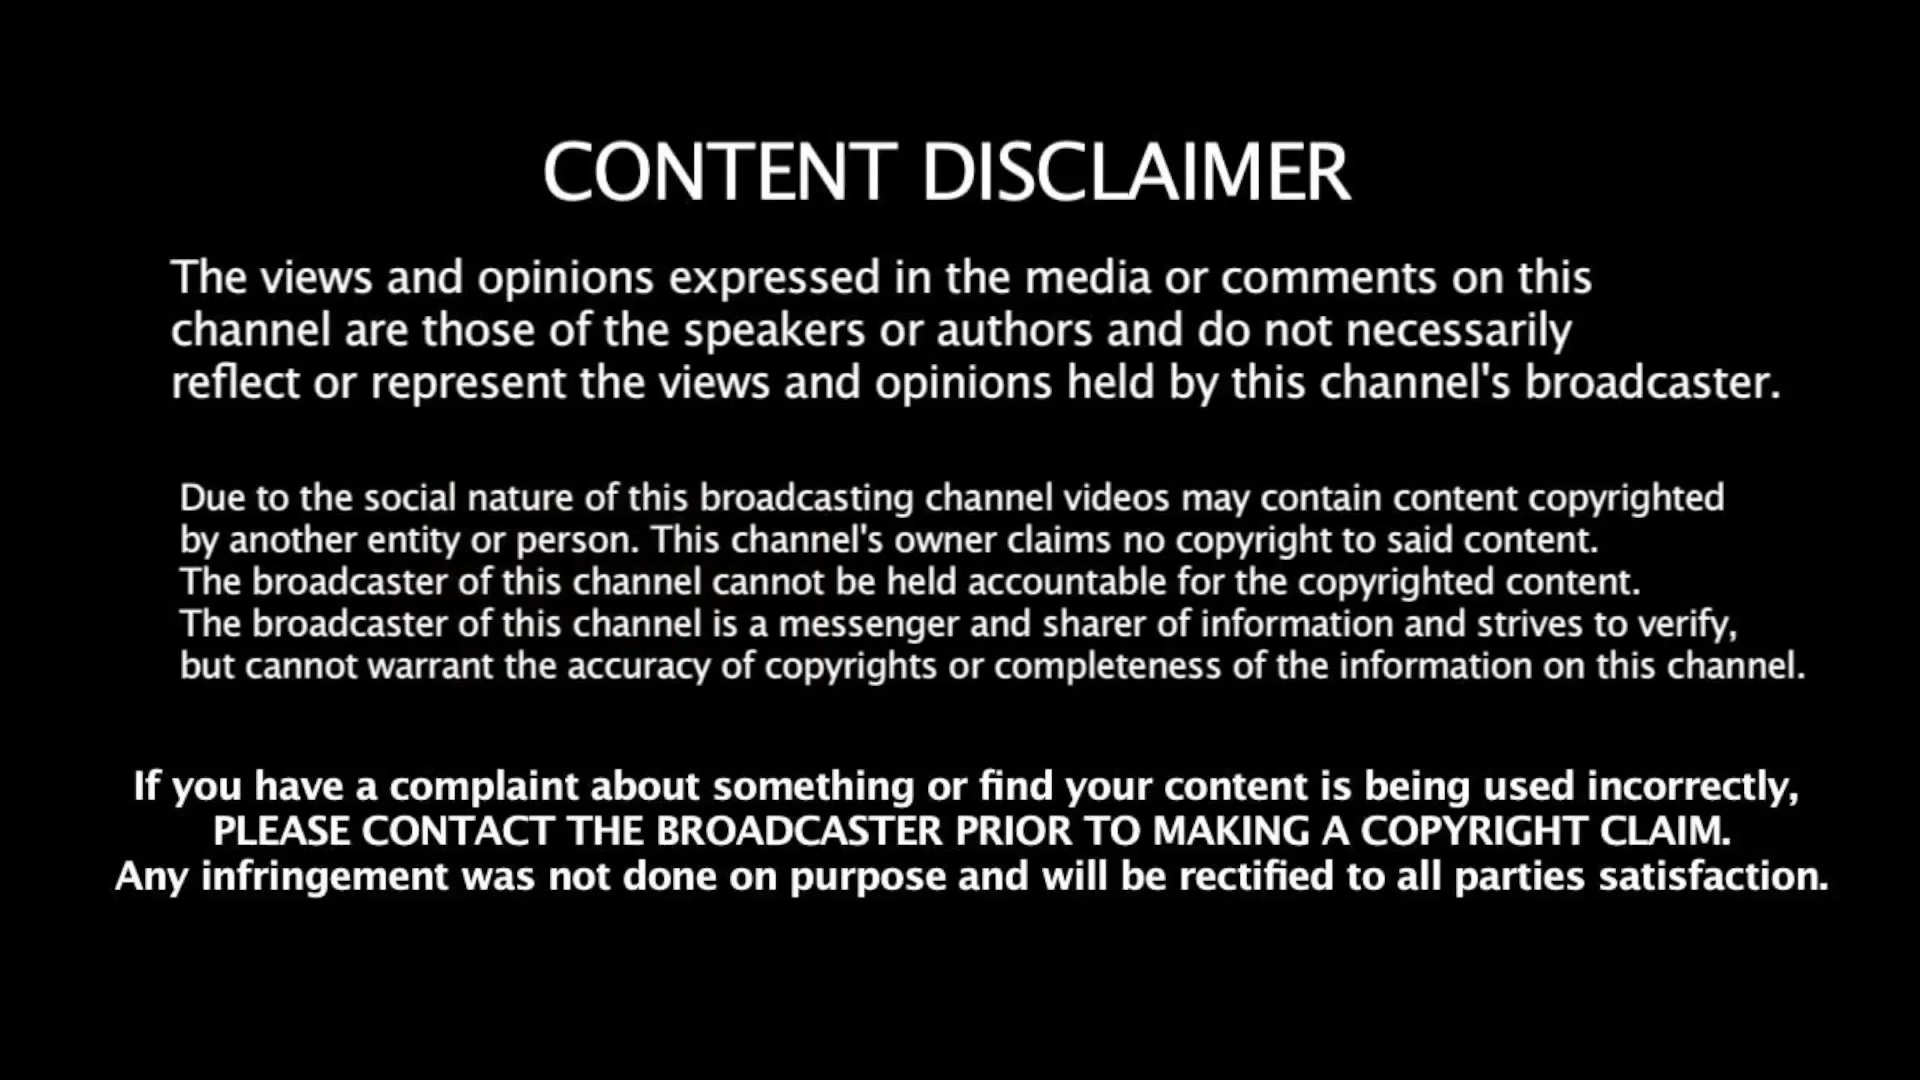 CONTENT DISCLAIMER
The views and opinions expressed in the media or comments on this
channel are those of the speakers or authors and do not necessarily
reflect or represent the views and opinions held by this channel's broadcaster.
Due to the social nature of this broadcasting channel videos may contain content copyrighted
by another entity or person. This channel's owner claims no copyright to said content.
The broadcaster of this channel cannot be held accountable for the copyrighted content.
The broadcaster of this channel is a messenger and sharer of information and strives to verify,
but cannot warrant the accuracy of copyrights or completeness of the information on this channel.
If you have a complaint about something or find your content is being used incorrectly,
PLEASE CONTACT THE BROADCASTER PRIOR TO MAKING A COPYRIGHT CLAIM.
Any infringement was not done on purpose and will be rectified to all parties satisfaction.